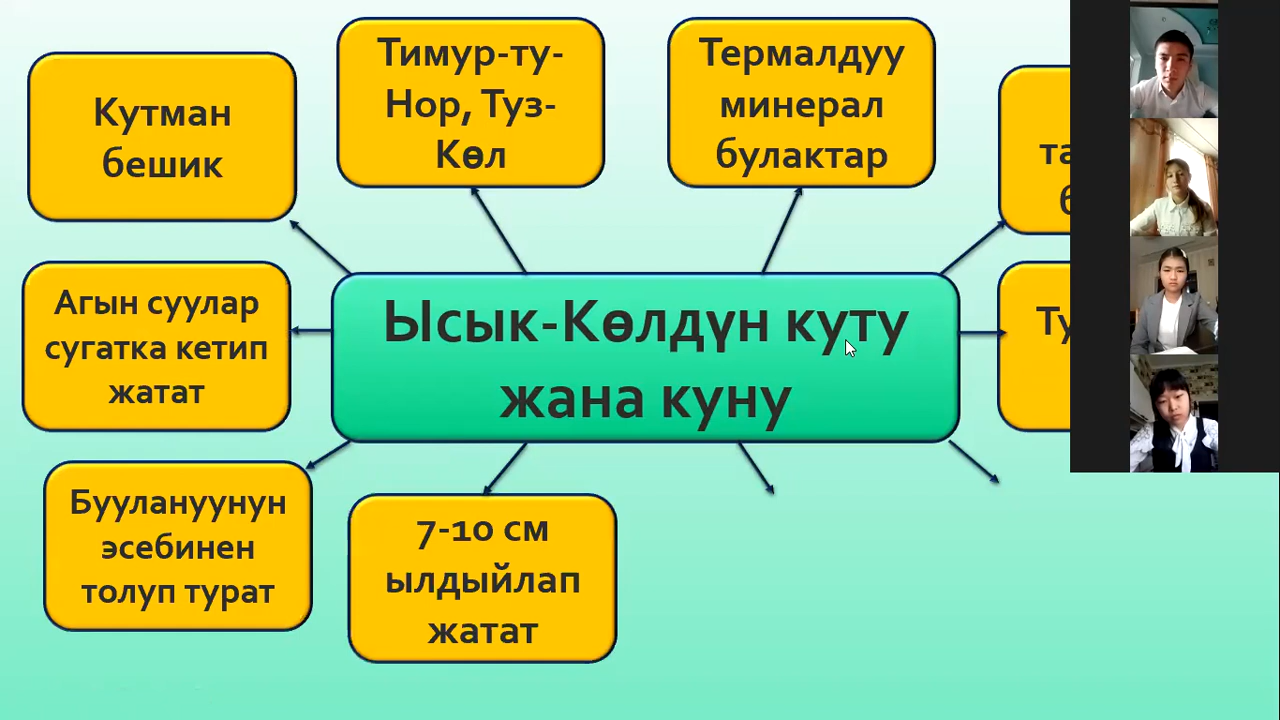 Кутман
бешик
Тимур-ту-
Нор, Туз-
Көл
Термалдуу
минерал
булактар
Агын суулар
сугатка кетип
жатат
Ысык-Көлдүн куту
жана куну
Буулануунун
эсебинен
толуп турат
7-10 см
ылдыйлап
жатат